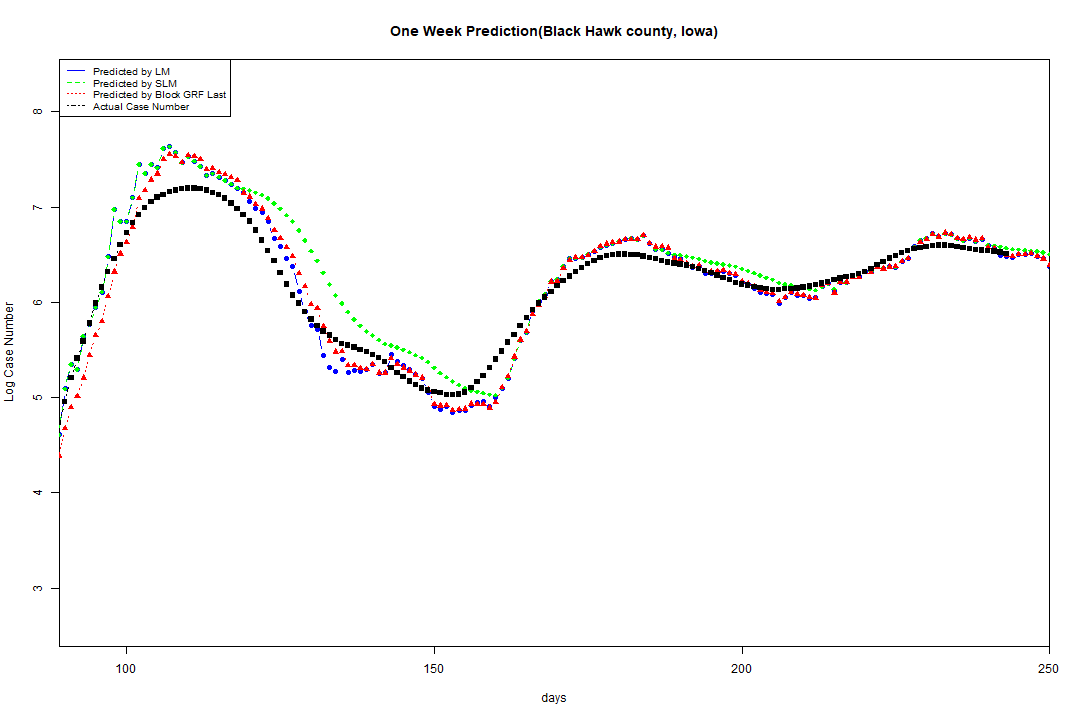 One Week Prediction(Black Hawk county, Iowa)
Predicted by LM
Predicted by SLM
Predicted by Block GRF Last
Actual Case Number
8
7
6
5
4
3
Log Case Number
100 150 200 250
days